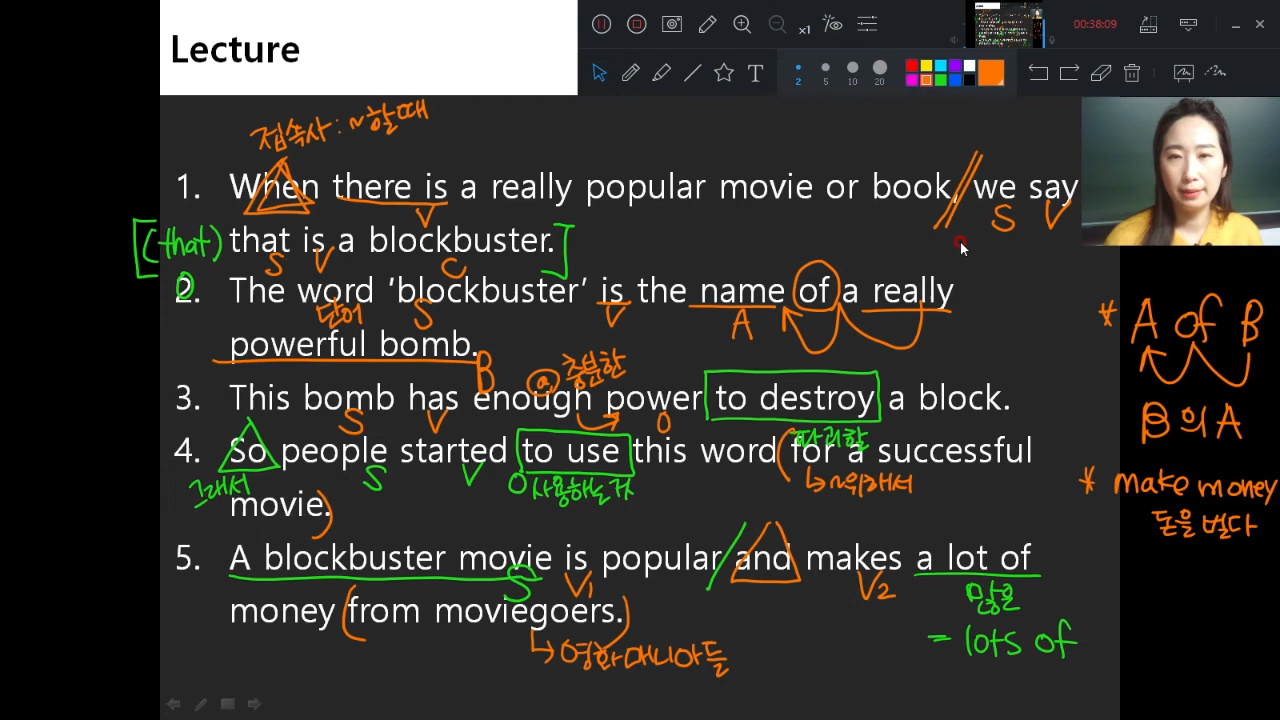 Lecture
x1
00:38:09
2 5 10 20
접속사 : ~할때
1. When there is a really popular movie or book, we say
V
S V
(that) that is a blockbuster.
S V C
O
2. The word ‘blockbuster’ is the name of a really
단어 S V A
powerful bomb.
B
ⓐ 충분한
3. This bomb has enough power to destroy a block.
S V O 파괴할
4. So people started to use this word for a successful
그래서 S V O 사용하는것 ↳ ~위해서
movie.
5. A blockbuster movie is popular and makes a lot of
S V1 V2 많은
money from moviegoers.
= lots of
↳ 영화매니아들
* A of B
B의 A
* make money
돈을 벌다